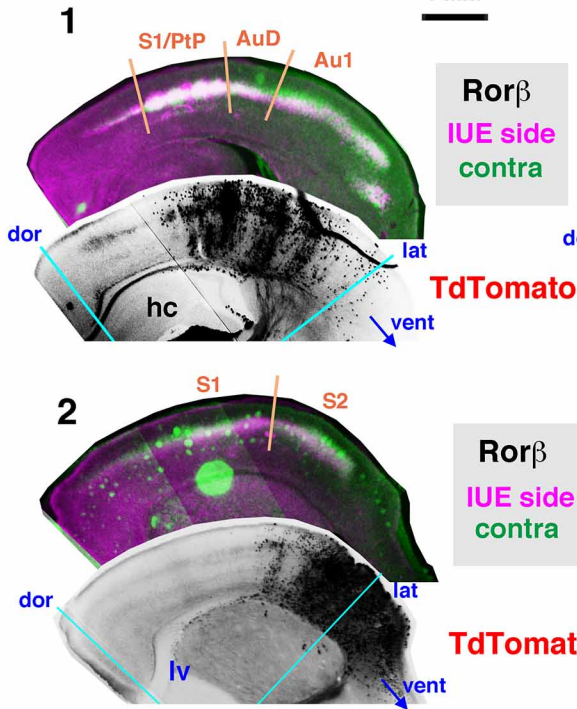 1
S1/PtP
AuD
Au1
Rorβ
IUE side
contra
dor
lat
hc
TdTomato
vent
2
S1
S2
Rorβ
IUE side
contra
dor
lat
lv
vent